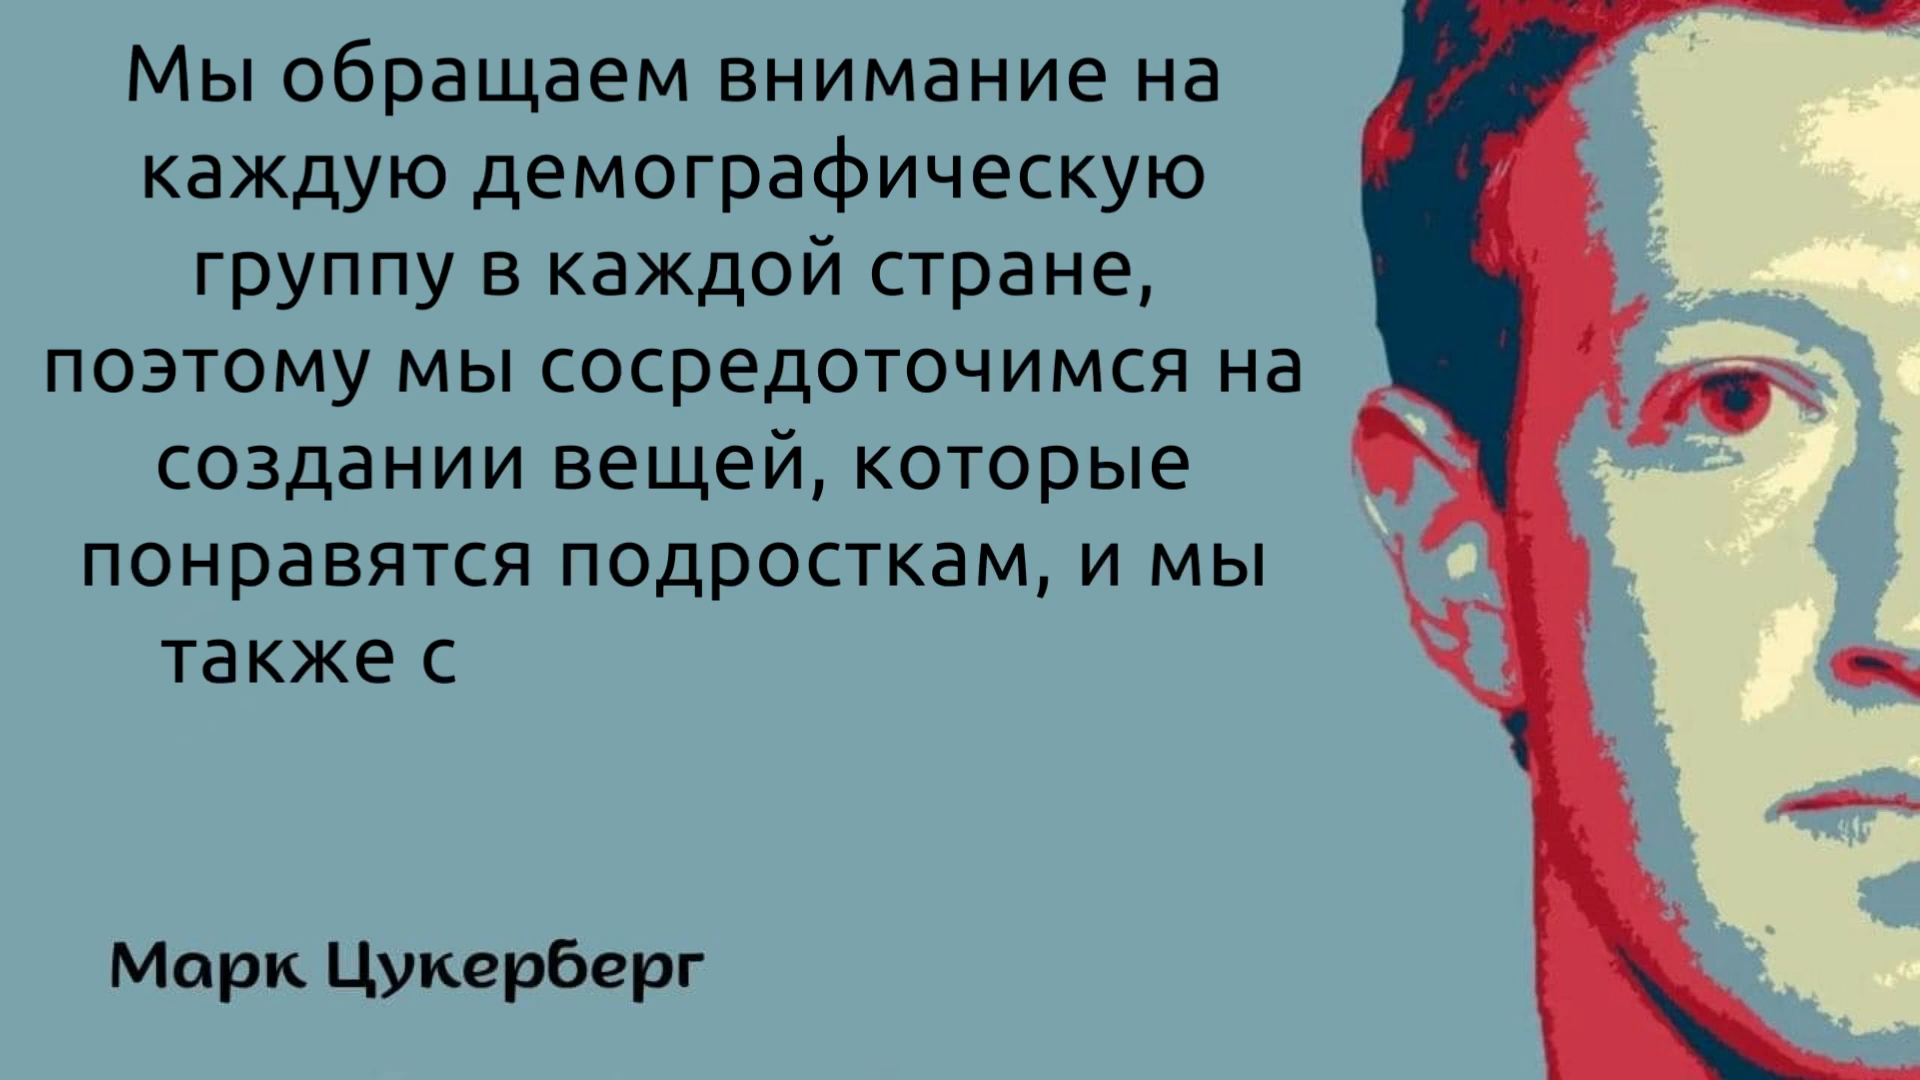 Мы обращаем внимание на
каждую демографическую
группу в каждой стране,
поэтому мы сосредоточимся на
создании вещей, которые
понравятся подросткам, и мы
также с
Марк Цукерберг